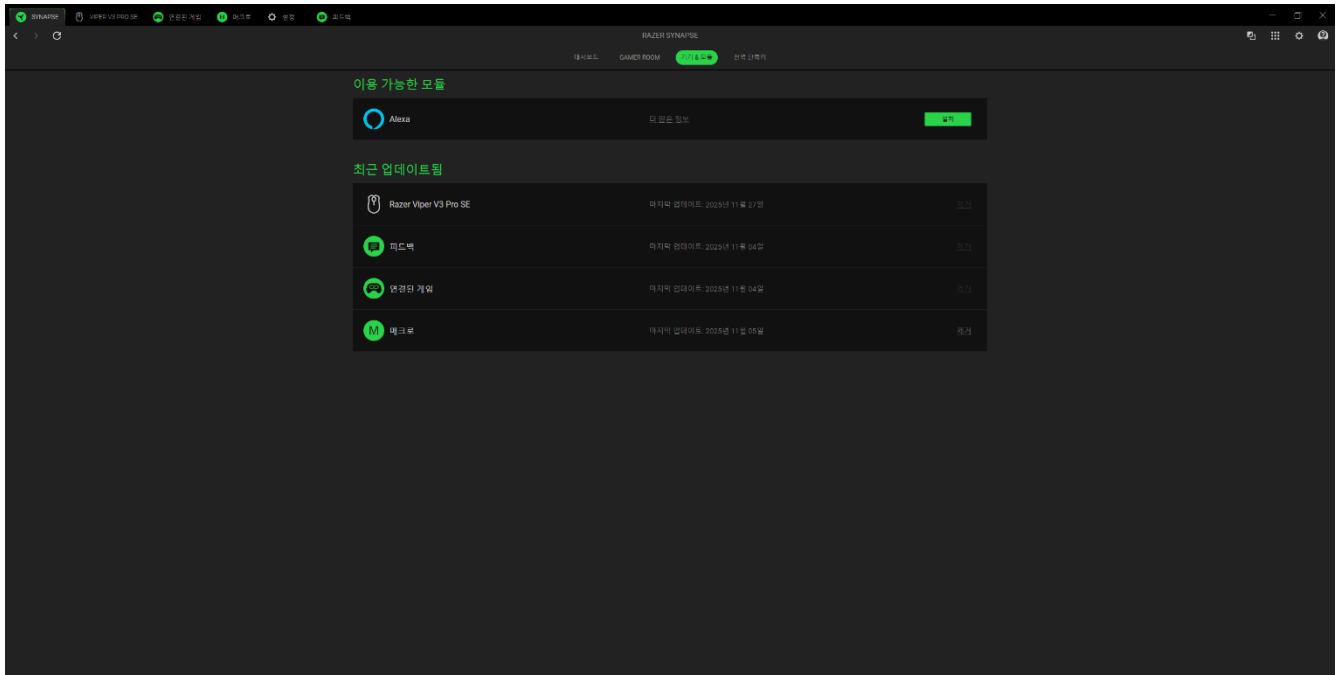 SYNAPSE VIPER V3 PRO SE 연결된 게임 매크로 설정 피드백
RAZER SYNAPSE
대시보드 GAMER ROOM 기기 & 모듈 전역 단축키
이용 가능한 모듈
Alexa 더 많은 정보 설치
최근 업데이트됨
Razer Viper V3 Pro SE 마지막 업데이트: 2025년 11월 27일 제거
피드백 마지막 업데이트: 2025년 11월 04일 제거
연결된 게임 마지막 업데이트: 2025년 11월 04일 제거
M 매크로 마지막 업데이트: 2025년 11월 05일 제거